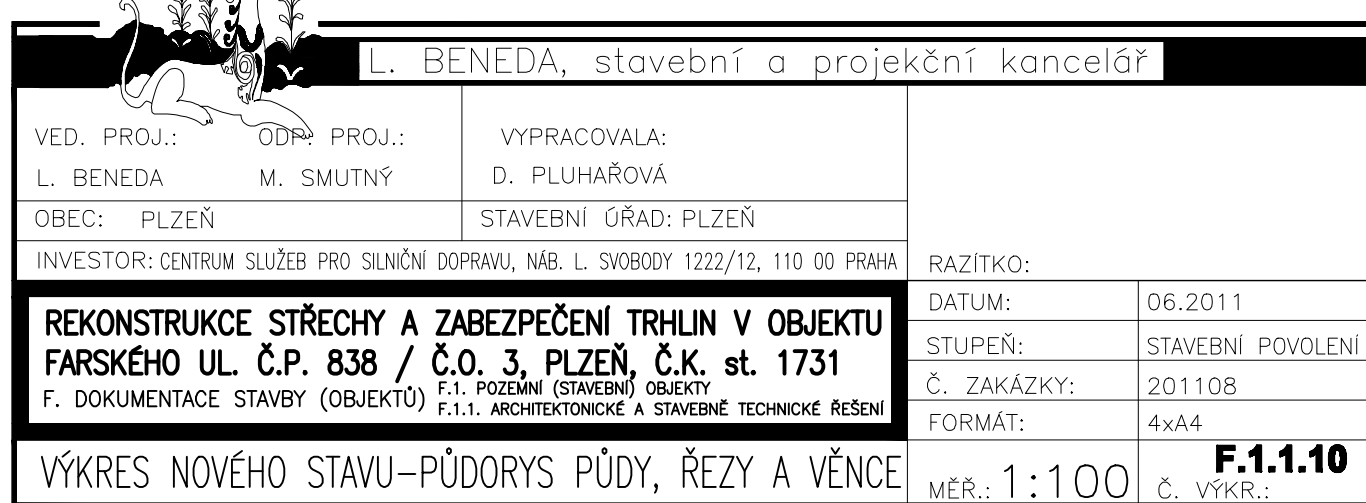 L. BENEDA, stavební a projekční kancelář
VED. PROJ.: ODP. PROJ.: VYPRACOVALA:
L. BENEDA M. SMUTNÝ D. PLUHAŘOVÁ
OBEC: PLZEŇ STAVEBNÍ ÚŘAD: PLZEŇ
INVESTOR: CENTRUM SLUŽEB PRO SILNIČNÍ DOPRAVU, NÁB. L. SVOBODY 1222/12, 110 00 PRAHA
RAZÍTKO:
REKONSTRUKCE STŘECHY A ZABEZPEČENÍ TRHLIN V OBJEKTU
FARSKÉHO UL. Č.P. 838 / Č.O. 3, PLZEŇ, Č.K. st. 1731
F. DOKUMENTACE STAVBY (OBJEKTŮ)
F.1. POZEMNÍ (STAVEBNÍ) OBJEKTY
F.1.1. ARCHITEKTONICKÉ A STAVEBNĚ TECHNICKÉ ŘEŠENÍ
DATUM: 06.2011
STUPEŇ: STAVEBNÍ POVOLENÍ
Č. ZAKÁZKY: 201108
FORMÁT: 4xA4
VÝKRES NOVÉHO STAVU-PŮDORYS PŮDY, ŘEZY A VĚNCE
MĚŘ.: 1:100
Č. VÝKR.: F.1.1.10